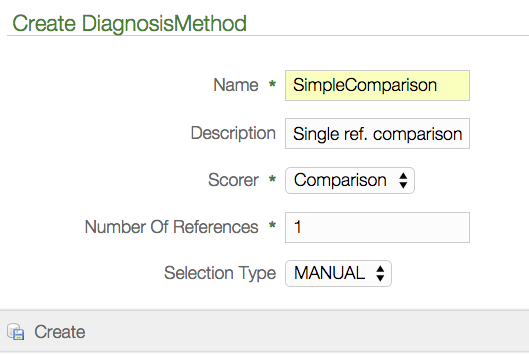 Create DiagnosisMethod
Name * SimpleComparison
Description Single ref. comparison
Scorer * Comparison
Number Of References * 1
Selection Type MANUAL
Create